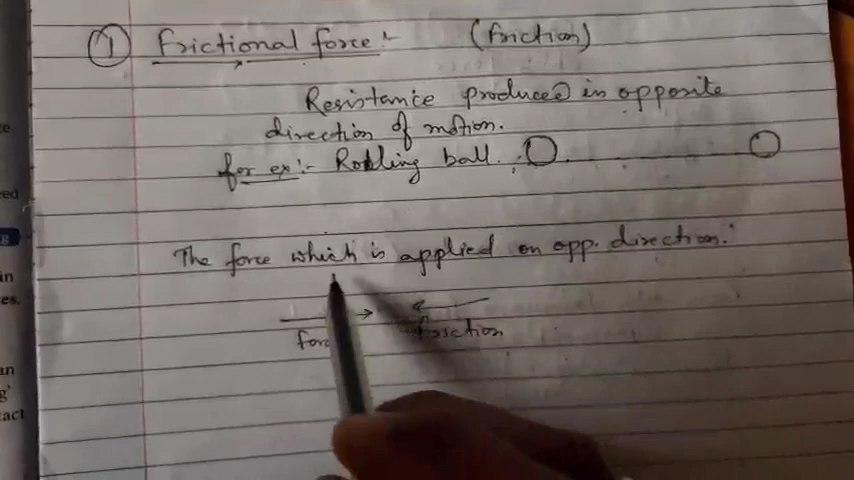 ① Frictional force :- (Friction)
Resistance produced in opposite
direction of motion.
for ex :- Rolling ball.
The force which is applied on opp. direction.
friction